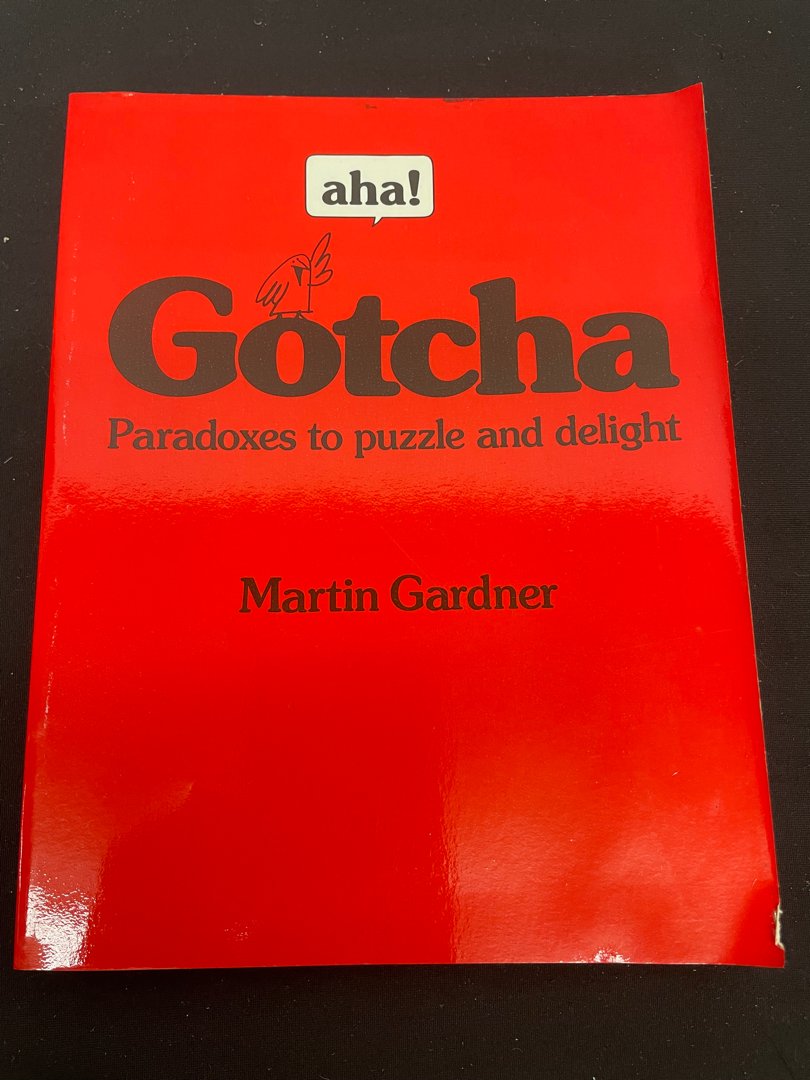 aha!
Gotcha
Paradoxes to puzzle and delight
Martin Gardner